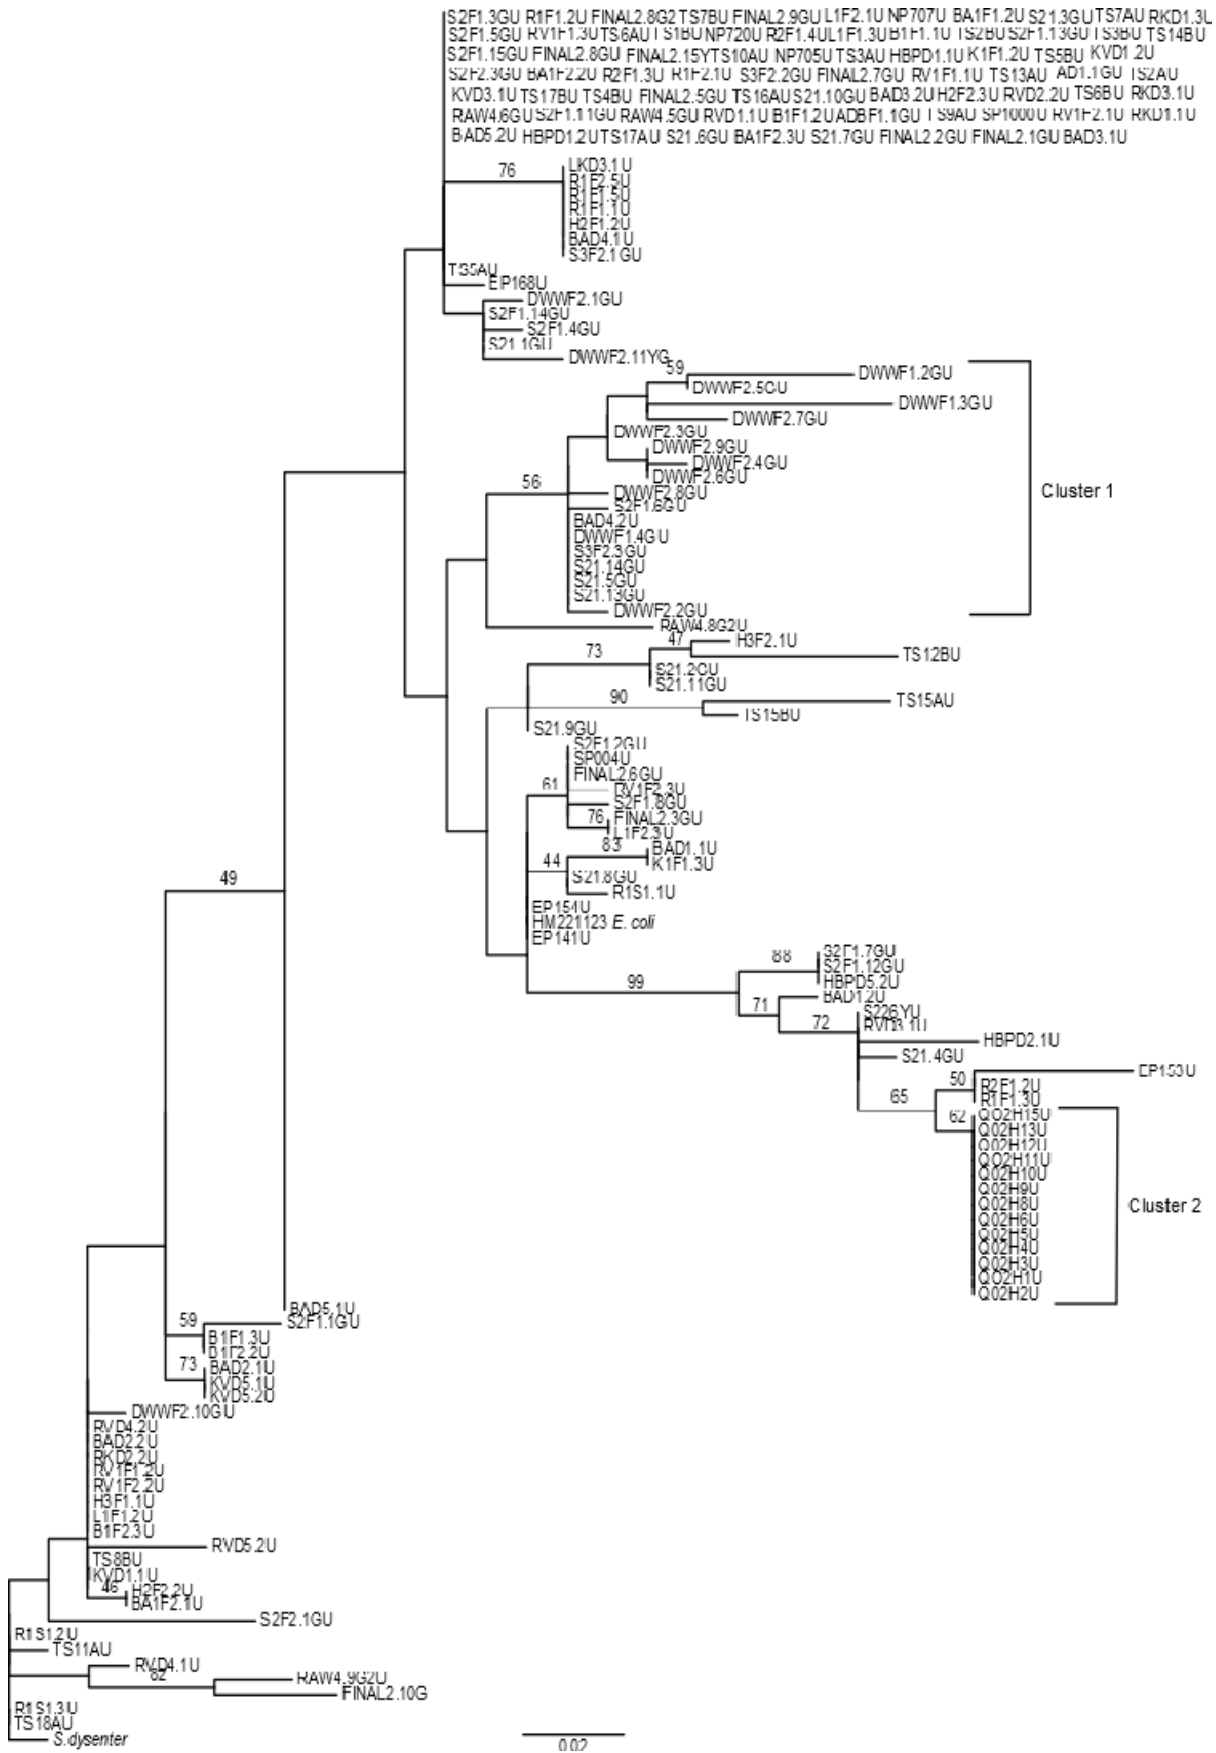 S2F1.3GU R1F1.2U FINAL2.8G2 TS7BU FINAL2.9GU L1F2.1U NP707U BA1F1.2U S21.3GU TS7AU RKD1.3U
S2F1.5GU RV1F1.3U TS6AU TS1BU NP720U R2F1.4U L1F1.3U B1F1.1U TS2BU S2F1.13GU TS3BU TS14BU
S2F1.15GU FINAL2.8GU FINAL2.15Y TS10AU NP705U TS3AU HBPD1.1U K1F1.2U TS5BU KVD1.2U
S2F2.3GU BA1F2.2U R2F1.3U R1F2.1U S3F2.2GU FINAL2.7GU RV1F1.1U TS13AU AD1.1GU TS2AU
KVD3.1U TS17BU TS4BU FINAL2.5GU TS16AU S21.10GU BAD3.2U H2F2.3U RVD2.2U TS6BU RKD3.1U
RAW4.6GU S2F1.11GU RAW4.5GU RVD1.1U B1F1.2U ADBF1.1GU TS9AU SP1000U RV1F2.1U RKD1.1U
BAD5.2U HBPD1.2U TS17AU S21.6GU BA1F2.3U S21.7GU FINAL2.2GU FINAL2.1GU BAD3.1U
LKD3.1U
76
R1F2.5U
R1F1.5U
R1F1.1U
H2F1.2U
BAD4.1U
S3F2.1GU
TS5AU
EP168U
DWWF2.1GU
S2F1.14GU
S2F1.4GU
S21.1GU
DWWF2.11YG
59
DWWF1.2GU
DWWF2.5GU
DWWF1.3GU
DWWF2.7GU
DWWF2.3GU
DWWF2.9GU
DWWF2.4GU
DWWF2.6GU
56
Cluster 1
DWWF2.8GU
S2F1.6GU
BAD4.2U
DWWF1.4GU
S3F2.3GU
S21.14GU
S21.5GU
S21.13GU
DWWF2.2GU
RAW4.8G2U
47
H3F2.1U
73
TS12BU
S21.2GU
S21.11GU
90
TS15AU
TS15BU
S21.9GU
S2F1.2GU
SP004U
FINAL2.6GU
61
RV1F2.3U
S2F1.8GU
76
FINAL2.3GU
L1F2.3U
83
BAD1.1U
44
K1F1.3U
S21.8GU
R1S1.1U
EP154U
HM221123 E. coli
EP141U
88
S2F1.7GU
S2F1.12GU
99
HBPD5.2U
BAD1.2U
71
S226YU
72
RVD3.1U
HBPD2.1U
S21.4GU
EP153U
50
R2F1.2U
65
R1F1.3U
62
Q02H15U
Q02H13U
Q02H12U
Q02H11U
Q02H10U
Q02H9U
Q02H8U
Cluster 2
Q02H6U
Q02H5U
Q02H4U
Q02H3U
Q02H1U
Q02H2U
49
BAD5.1U
59
S2F1.1GU
B1F1.3U
B1F2.2U
73
BAD2.1U
KVD5.1U
KVD5.2U
DWWF2.10GU
RVD4.2U
BAD2.2U
RKD2.2U
RV1F1.2U
RV1F2.2U
H3F1.1U
L1F1.2U
B1F2.3U
RVD5.2U
TS8BU
KVD1.1U
46
H2F2.2U
BA1F2.1U
S2F2.1GU
R1S1.2U
TS11AU
RVD4.1U
82
RAW4.9G2U
FINAL2.10G
R1S1.3U
TS18AU
S.dysenter
0.02